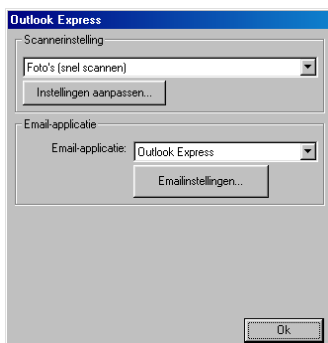 Outlook Express
Scannerinstelling
Foto's (snel scannen)
Instellingen aanpassen...
Email-applicatie
Email-applicatie: Outlook Express
Emailinstellingen...
Ok